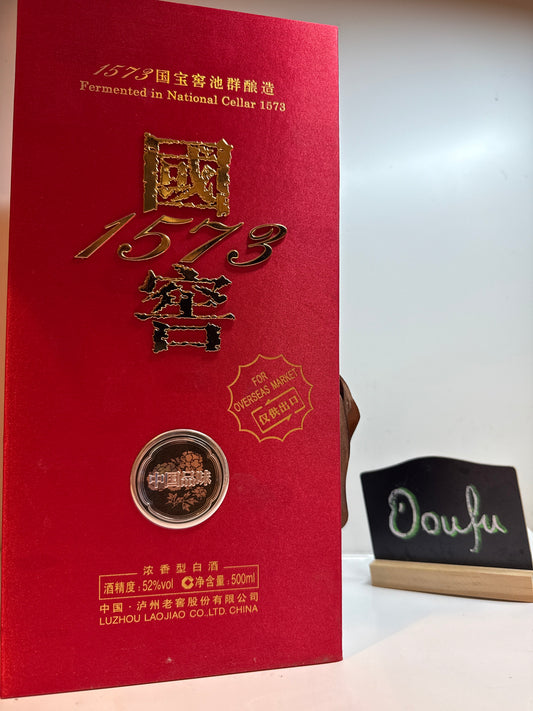 1573国宝窖池群酿造
Fermented in National Cellar 1573
國
1573
窖
FOR
OVERSEAS MARKET
仅供出口
中国品味
浓香型白酒
酒精度:52%vol 净含量:500ml
中国·泸州老窖股份有限公司
LUZHOU LAOJIAO CO.,LTD. CHINA
Doufu